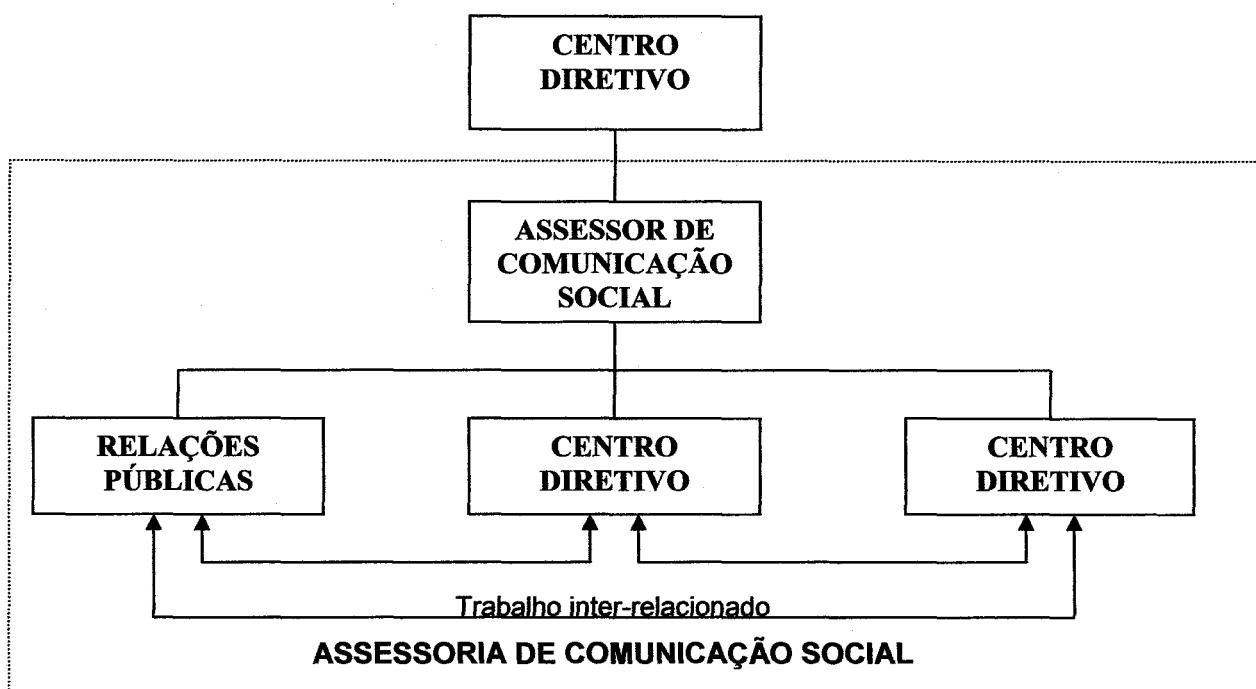 CENTRO
DIRETIVO
ASSESSOR DE
COMUNICAÇÃO
SOCIAL
RELAÇÕES
PÚBLICAS
CENTRO
DIRETIVO
CENTRO
DIRETIVO
Trabalho inter-relacionado
ASSESSORIA DE COMUNICAÇÃO SOCIAL